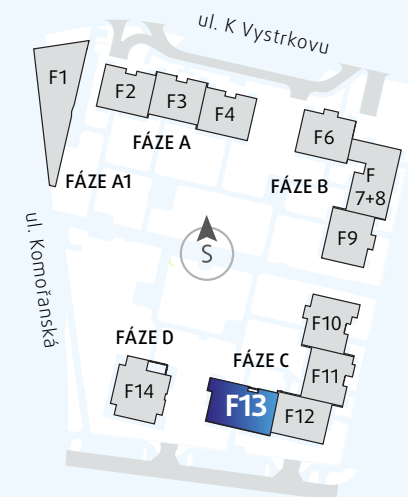 ul. K Vystrkovu
F1
F2
F3
F4
FÁZE A
F6
FÁZE A1
FÁZE B
F
7+8
F9
ul. Komořanská
S
F10
FÁZE D
FÁZE C
F11
F14
F13
F12